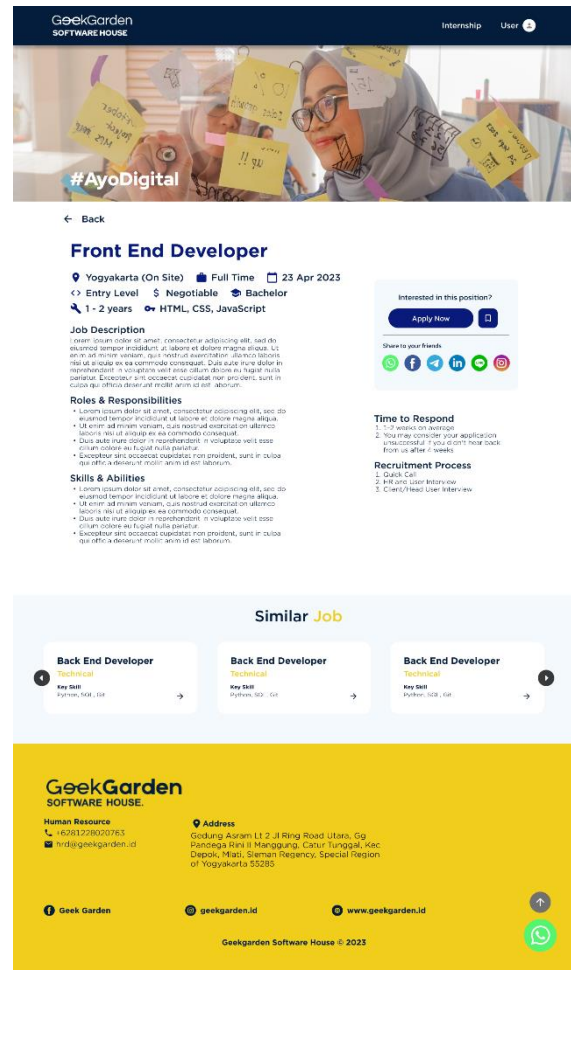 GeekGarden
SOFTWARE HOUSE
Internship
User
#AyoDigital
Back
Front End Developer
Yogyakarta (On Site) Full Time 23 Apr 2023
<> Entry Level $ Negotiable Bachelor
1 - 2 years HTML, CSS, JavaScript
Job Description
Lorem ipsum dolor sit amet, consectetur adipiscing elit, sed do
eiusmod tempor incididunt ut labore et dolore magna aliqua. Ut
enim ad minim veniam, quis nostrud exercitation ullamco laboris
nisi ut aliquip ex ea commodo consequat. Duis aute irure dolor in
reprehenderit in voluptate velit esse cillum dolore eu fugiat nulla
pariatur. Excepteur sint occaecat cupidatat non proident, sunt in
culpa qui officia deserunt mollit anim id est laborum.
Roles & Responsibilities
• Lorem ipsum dolor sit amet, consectetur adipiscing elit, sed do
eiusmod tempor incididunt ut labore et dolore magna aliqua.
• Ut enim ad minim veniam, quis nostrud exercitation ullamco
laboris nisi ut aliquip ex ea commodo consequat.
• Duis aute irure dolor in reprehenderit in voluptate velit esse
cillum dolore eu fugiat nulla pariatur.
• Excepteur sint occaecat cupidatat non proident, sunt in culpa
qui officia deserunt mollit anim id est laborum.
Skills & Abilities
• Lorem ipsum dolor sit amet, consectetur adipiscing elit, sed do
eiusmod tempor incididunt ut labore et dolore magna aliqua.
• Ut enim ad minim veniam, quis nostrud exercitation ullamco
laboris nisi ut aliquip ex ea commodo consequat.
• Duis aute irure dolor in reprehenderit in voluptate velit esse
cillum dolore eu fugiat nulla pariatur.
• Excepteur sint occaecat cupidatat non proident, sunt in culpa
qui officia deserunt mollit anim id est laborum.
Interested in this position?
Apply Now
Share to your friends
Time to Respond
1. 1-2 weeks on average
2. You may consider your application
unsuccessful if you didn't hear back
from us after 4 weeks
Recruitment Process
1. Quick Call
2. HR and User Interview
3. Client/Head User Interview
Similar Job
Back End Developer
Technical
Key Skill
Python, SQL, Git
Back End Developer
Technical
Key Skill
Python, SQL, Git
Back End Developer
Technical
Key Skill
Python, SQL, Git
GeekGarden
SOFTWARE HOUSE.
Human Resource
+6281228020763
hrd@geekgarden.id
Address
Gedung Asram Lt 2 Jl Ring Road Utara, Gg
Pandega Rini II Manggung, Catur Tunggal, Kec
Depok, Mlati, Sleman Regency, Special Region
of Yogyakarta 55285
Geek Garden
geekgarden.id
www.geekgarden.id
Geekgarden Software House © 2023